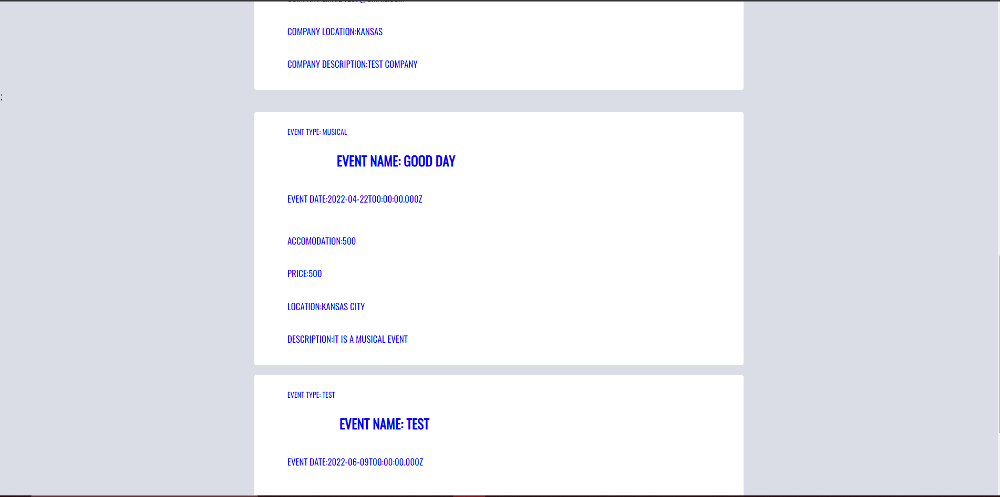 COMPANY LOCATION:KANSAS
COMPANY DESCRIPTION:TEST COMPANY
;
EVENT TYPE: MUSICAL
EVENT NAME: GOOD DAY
EVENT DATE:2022-04-22T00:00:00.000Z
ACCOMODATION:500
PRICE:500
LOCATION:KANSAS CITY
DESCRIPTION:IT IS A MUSICAL EVENT
EVENT TYPE: TEST
EVENT NAME: TEST
EVENT DATE:2022-06-09T00:00:00.000Z